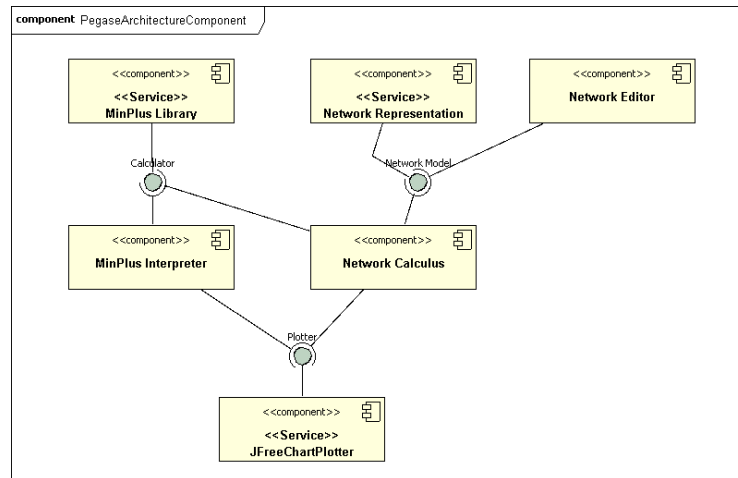 component PegaseArchitectureComponent
<<component>>
<<Service>>
MinPlus Library
<<component>>
<<Service>>
Network Representation
<<component>>
Network Editor
Calculator
Network Model
<<component>>
MinPlus Interpreter
<<component>>
Network Calculus
Plotter
<<component>>
<<Service>>
JFreeChartPlotter